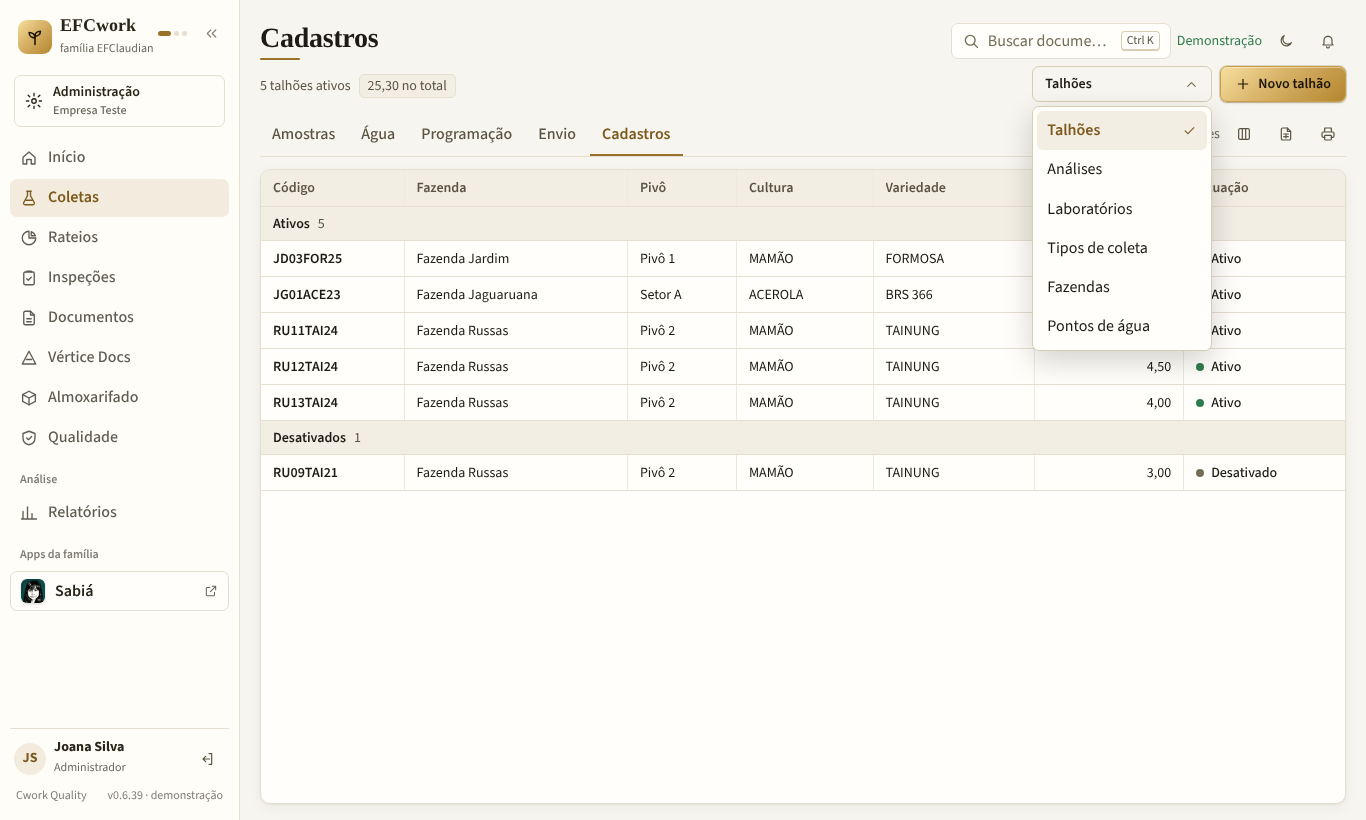 EFCwork
família EFClaudian
Administração
Empresa Teste
Início
Coletas
Rateios
Inspeções
Documentos
Vértice Docs
Almoxarifado
Qualidade
Análise
Relatórios
Apps da família
Sabiá
JS
Joana Silva
Administrador
Cwork Quality v0.6.39 · demonstração
Cadastros
Buscar docume… Ctrl K Demonstração
5 talhões ativos 25,30 no total
Talhões
Novo talhão
Amostras Água Programação Envio Cadastros
Talhões
Análises
Laboratórios
Tipos de coleta
Fazendas
Pontos de água
Código Fazenda Pivô Cultura Variedade
Ativos 5
JD03FOR25 Fazenda Jardim Pivô 1 MAMÃO FORMOSA Ativo
JG01ACE23 Fazenda Jaguaruana Setor A ACEROLA BRS 366 Ativo
RU11TAI24 Fazenda Russas Pivô 2 MAMÃO TAINUNG Ativo
RU12TAI24 Fazenda Russas Pivô 2 MAMÃO TAINUNG 4,50 Ativo
RU13TAI24 Fazenda Russas Pivô 2 MAMÃO TAINUNG 4,00 Ativo
Desativados 1
RU09TAI21 Fazenda Russas Pivô 2 MAMÃO TAINUNG 3,00 Desativado